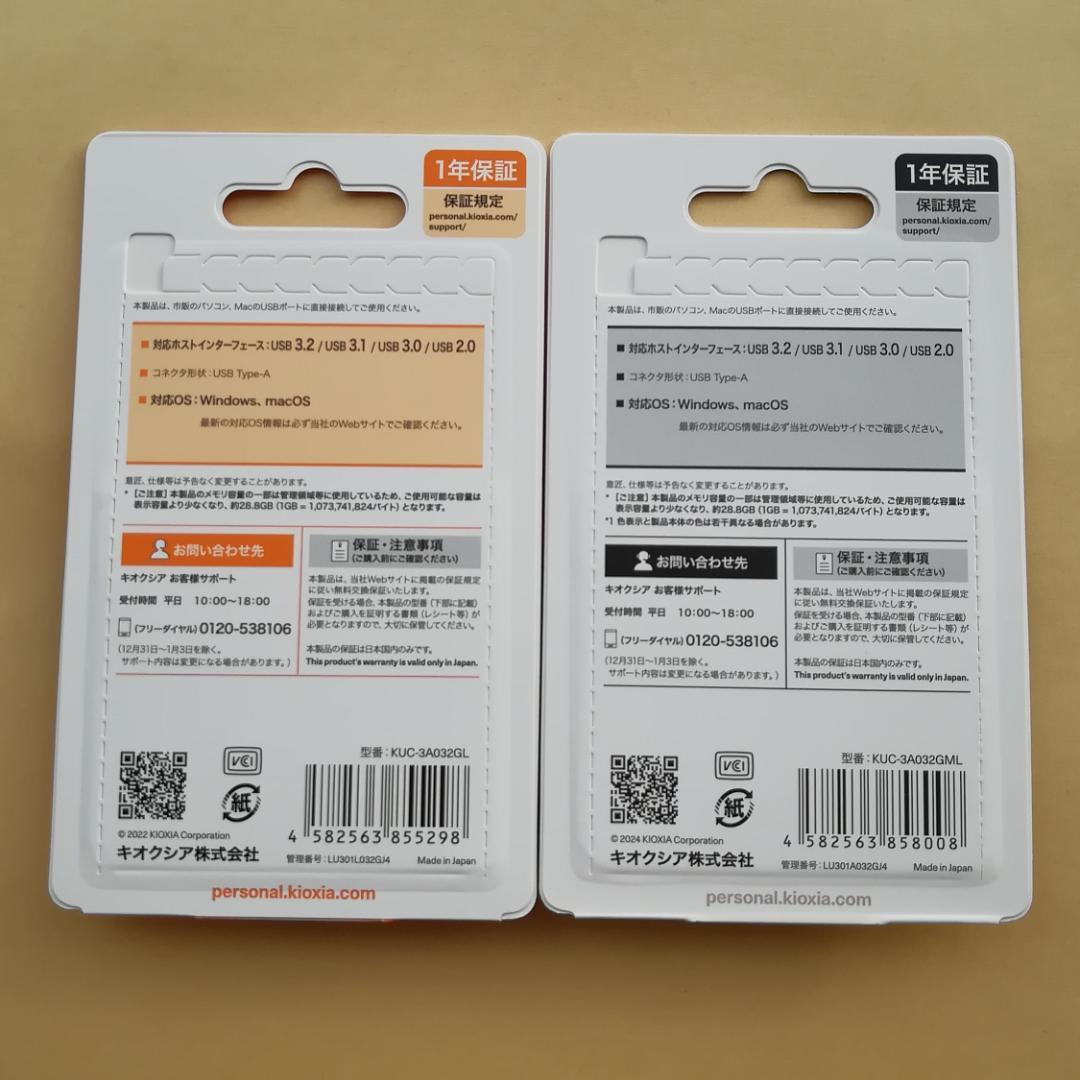 1年保証
保証規定
personal.kioxia.com/
support/
本製品は、市販のパソコン、MacのUSBポートに直接接続してご使用ください。
■ 対応ホストインターフェース：USB 3.2 / USB 3.1 / USB 3.0 / USB 2.0
■ コネクタ形状：USB Type-A
■ 対応OS：Windows、macOS
最新の対応OS情報は必ず当社のWebサイトでご確認ください。
意匠、仕様等は予告なく変更することがあります。
* ［ご注意］本製品のメモリ容量の一部は管理領域等に使用しているため、ご使用可能な容量は
表示容量より少なくなり、約28.8GB（1GB = 1,073,741,824バイト）となります。
お問い合わせ先
キオクシア お客様サポート
受付時間 平日 10:00〜18:00
(フリーダイヤル) 0120-538106
（12月31日〜1月3日を除く。
サポート内容は変更になる場合があります。）
保証・注意事項
（ご購入前にご確認ください）
本製品は、当社Webサイトに掲載の保証規定
に従い無料交換保証いたします。
保証を受ける場合、本製品の型番（下部に記載）
およびご購入を証明する書類（レシート等）が
必要となりますので、大切に保管してください。
本製品の保証は日本国内のみです。
This product's warranty is valid only in Japan.
VCCI
紙
型番：KUC-3A032GL
4 582563 855298
© 2022 KIOXIA Corporation
キオクシア株式会社
管理番号：LU301L032GJ4 Made in Japan
personal.kioxia.com
1年保証
保証規定
personal.kioxia.com/
support/
本製品は、市販のパソコン、MacのUSBポートに直接接続してご使用ください。
■ 対応ホストインターフェース：USB 3.2 / USB 3.1 / USB 3.0 / USB 2.0
■ コネクタ形状：USB Type-A
■ 対応OS：Windows、macOS
最新の対応OS情報は必ず当社のWebサイトでご確認ください。
意匠、仕様等は予告なく変更することがあります。
* ［ご注意］本製品のメモリ容量の一部は管理領域等に使用しているため、ご使用可能な容量は
表示容量より少なくなり、約28.8GB（1GB = 1,073,741,824バイト）となります。
*1 色表示と製品本体の色は若干異なる場合があります。
お問い合わせ先
キオクシア お客様サポート
受付時間 平日 10:00〜18:00
(フリーダイヤル) 0120-538106
（12月31日〜1月3日を除く。
サポート内容は変更になる場合があります。）
保証・注意事項
（ご購入前にご確認ください）
本製品は、当社Webサイトに掲載の保証規定
に従い無料交換保証いたします。
保証を受ける場合、本製品の型番（下部に記載）
およびご購入を証明する書類（レシート等）が
必要となりますので、大切に保管してください。
本製品の保証は日本国内のみです。
This product's warranty is valid only in Japan.
VCCI
紙
型番：KUC-3A032GML
4 582563 858008
© 2024 KIOXIA Corporation
キオクシア株式会社
管理番号：LU301A032GJ4 Made in Japan
personal.kioxia.com